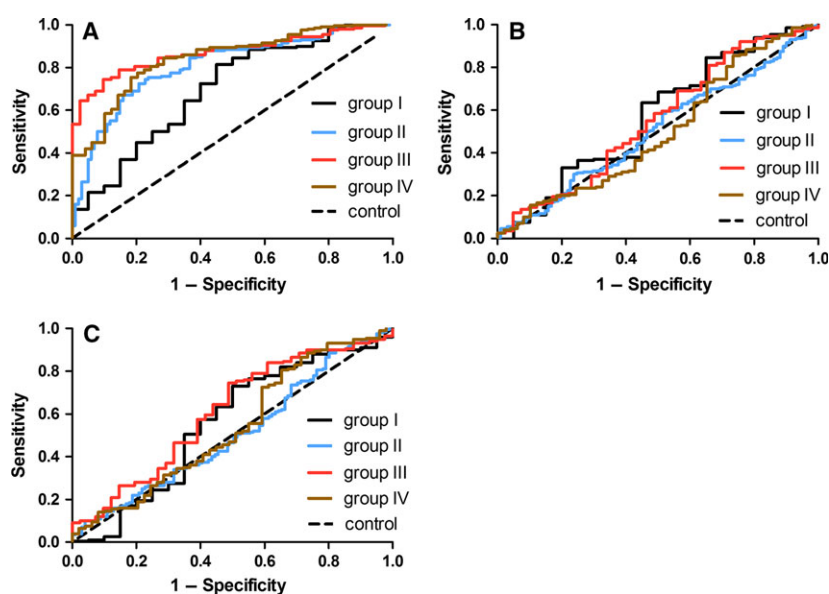 A
Sensitivity
1.0
0.8
0.6
0.4
0.2
0.0
group I
group II
group III
group IV
control
0.0 0.2 0.4 0.6 0.8 1.0
1 – Specificity
B
Sensitivity
1.0
0.8
0.6
0.4
0.2
0.0
group I
group II
group III
group IV
control
0.0 0.2 0.4 0.6 0.8 1.0
1 – Specificity
C
Sensitivity
1.0
0.8
0.6
0.4
0.2
0.0
group I
group II
group III
group IV
control
0.0 0.2 0.4 0.6 0.8 1.0
1 – Specificity